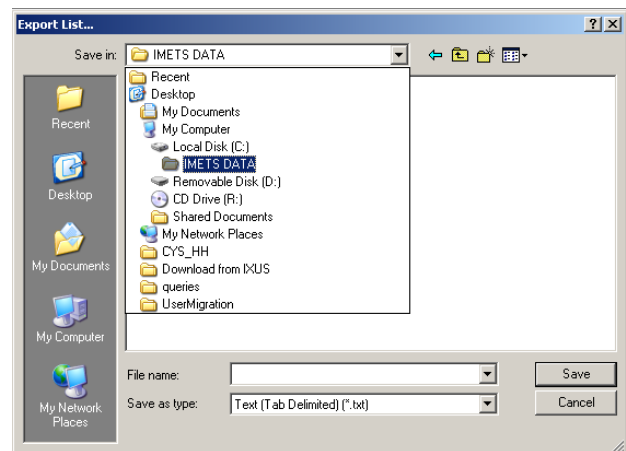 Export List...
Save in:
IMETS DATA
Recent
Desktop
My Documents
My Computer
Local Disk (C:)
IMETS DATA
Removable Disk (D:)
CD Drive (R:)
Shared Documents
My Network Places
CYS_HH
Download from IXUS
queries
UserMigration
Recent
Desktop
My Documents
My Computer
My Network
Places
File name:
Save
Save as type:
Text (Tab Delimited) (*.txt)
Cancel